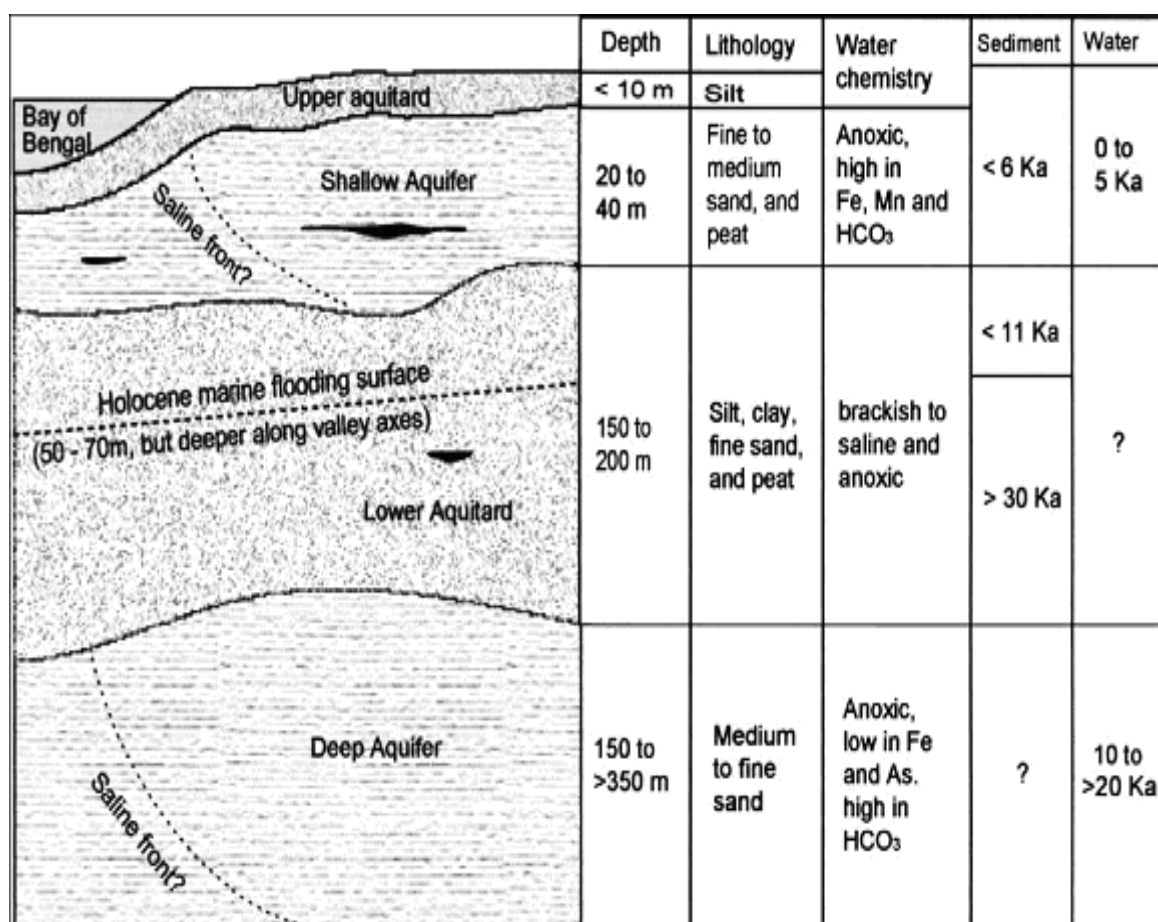 Bay of
Bengal
Upper aquitard
Shallow Aquifer
Saline front?
Holocene marine flooding surface
(50 - 70m, but deeper along valley axes)
Lower Aquitard
Deep Aquifer
Saline front?
Depth
Lithology
Water
chemistry
Sediment
Water
< 10 m
Silt
20 to
40 m
Fine to
medium
sand, and
peat
Anoxic,
high in
Fe, Mn and
HCO₃
< 6 Ka
0 to
5 Ka
150 to
200 m
Silt, clay,
fine sand,
and peat
brackish to
saline and
anoxic
< 11 Ka
> 30 Ka
?
150 to
>350 m
Medium
to fine
sand
Anoxic,
low in Fe
and As.
high in
HCO₃
?
10 to
>20 Ka